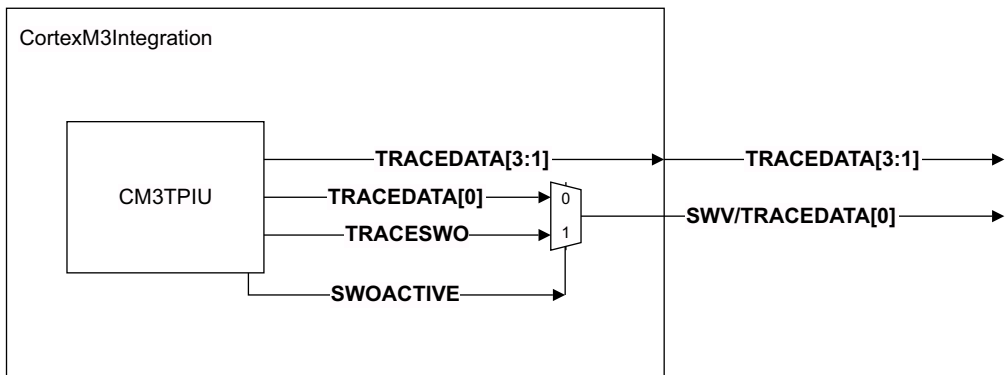 CortexM3Integration
TRACEDATA[3:1]
TRACEDATA[3:1]
CM3TPIU
TRACEDATA[0]
0
SWV/TRACEDATA[0]
TRACESWO
1
SWOACTIVE